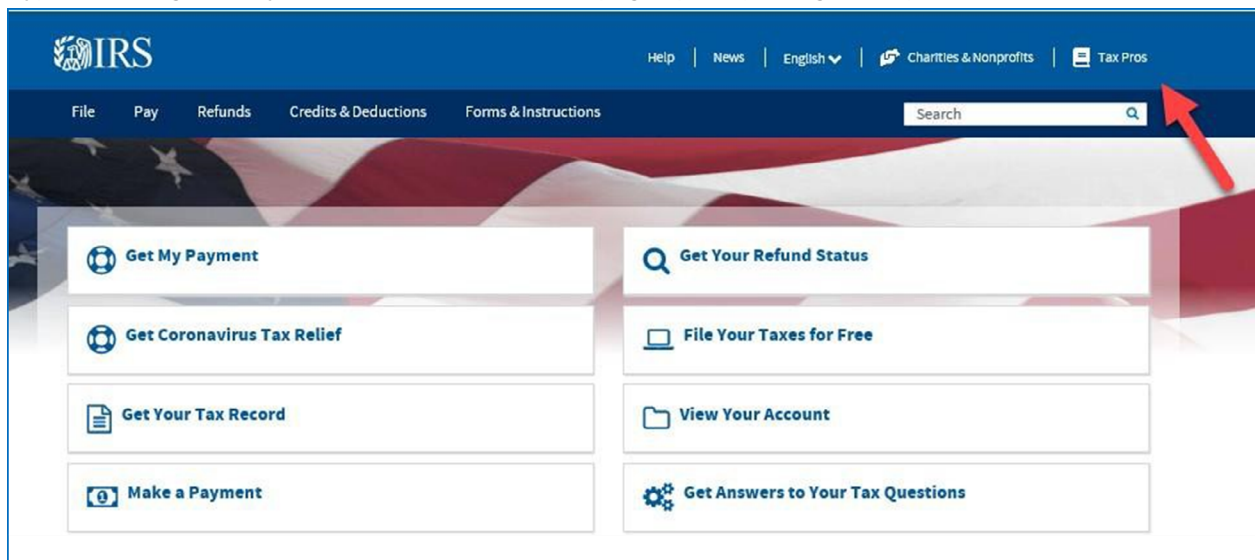 IRS
Help | News | English | Charities & Nonprofits | Tax Pros
File Pay Refunds Credits & Deductions Forms & Instructions Search
Get My Payment
Get Your Refund Status
Get Coronavirus Tax Relief
File Your Taxes for Free
Get Your Tax Record
View Your Account
Make a Payment
Get Answers to Your Tax Questions